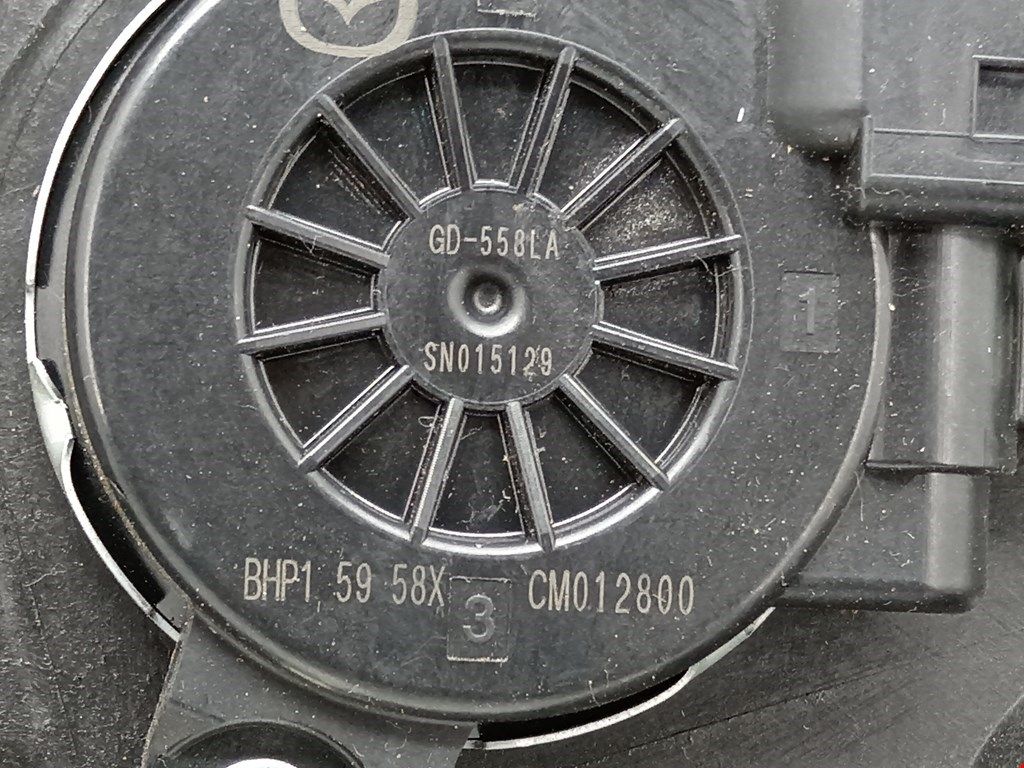 GD-558LA
SN015129
1
BHP1 59 58X CM012800
3